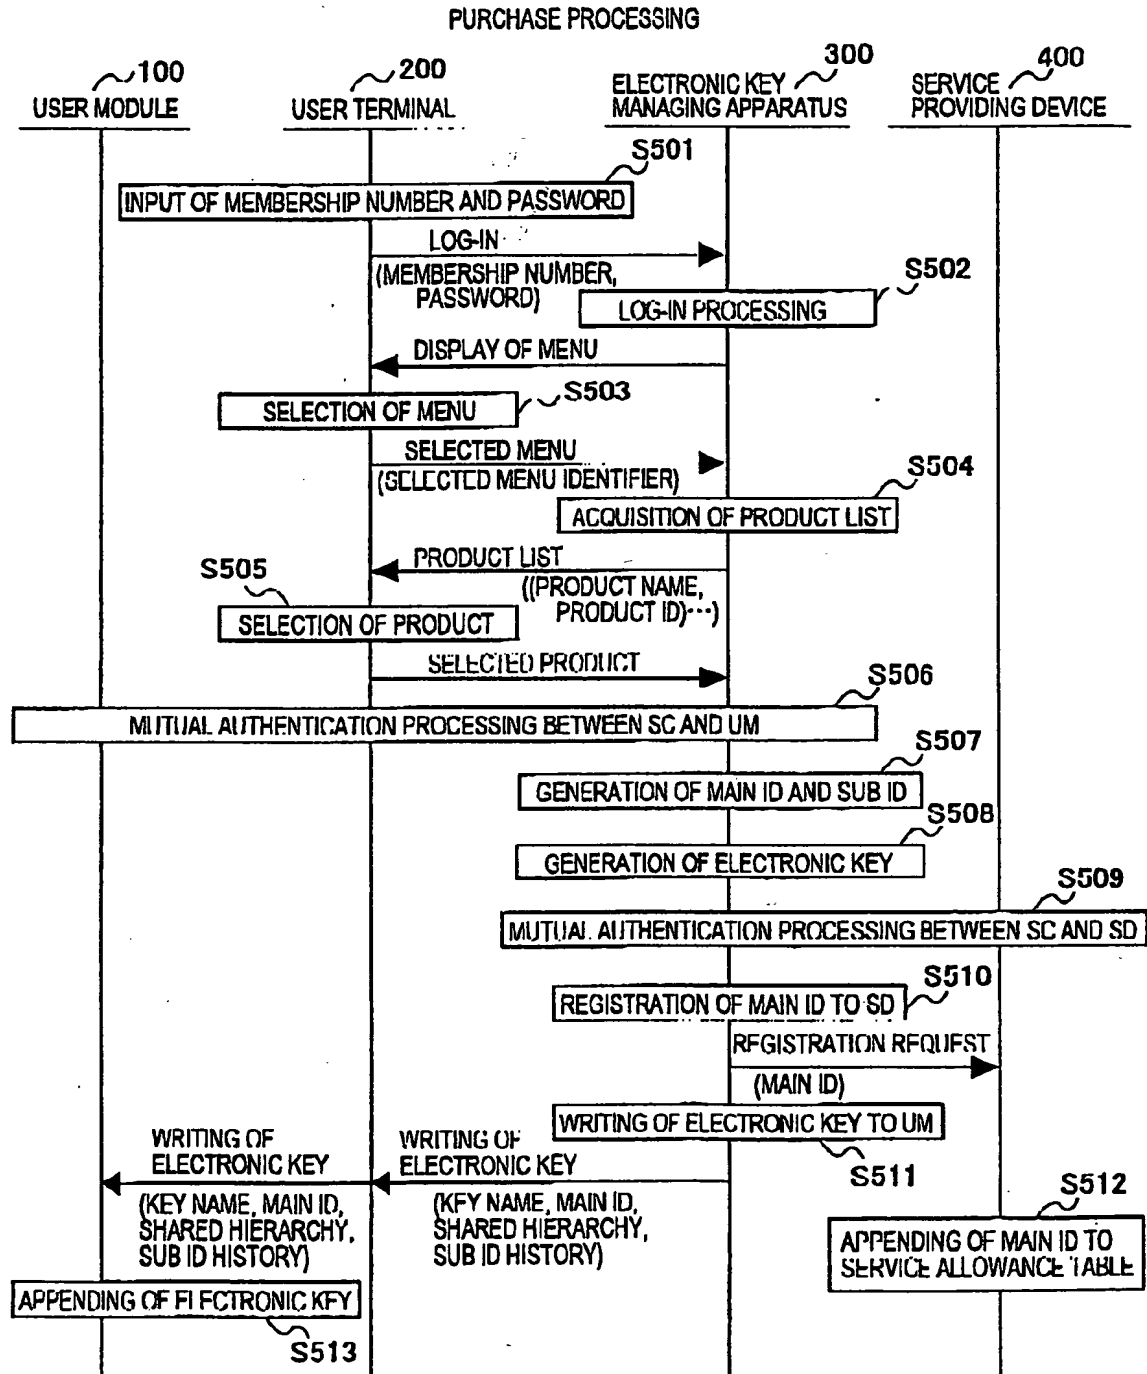 PURCHASE PROCESSING
100
200
300
400
USER MODULE
USER TERMINAL
ELECTRONIC KEY
MANAGING APPARATUS
SERVICE
PROVIDING DEVICE
S501
INPUT OF MEMBERSHIP NUMBER AND PASSWORD
LOG-IN
(MEMBERSHIP NUMBER,
PASSWORD)
S502
LOG-IN PROCESSING
DISPLAY OF MENU
S503
SELECTION OF MENU
SELECTED MENU
(SELECTED MENU IDENTIFIER)
S504
ACQUISITION OF PRODUCT LIST
PRODUCT LIST
((PRODUCT NAME,
PRODUCT ID)···)
S505
SELECTION OF PRODUCT
SELECTED PRODUCT
S506
MUTUAL AUTHENTICATION PROCESSING BETWEEN SC AND UM
S507
GENERATION OF MAIN ID AND SUB ID
S508
GENERATION OF ELECTRONIC KEY
S509
MUTUAL AUTHENTICATION PROCESSING BETWEEN SC AND SD
S510
REGISTRATION OF MAIN ID TO SD
REGISTRATION REQUEST
(MAIN ID)
WRITING OF ELECTRONIC KEY TO UM
S511
WRITING OF
ELECTRONIC KEY
(KEY NAME, MAIN ID,
SHARED HIERARCHY,
SUB ID HISTORY)
WRITING OF
ELECTRONIC KEY
(KEY NAME, MAIN ID,
SHARED HIERARCHY,
SUB ID HISTORY)
S512
APPENDING OF MAIN ID TO
SERVICE ALLOWANCE TABLE
APPENDING OF ELECTRONIC KEY
S513